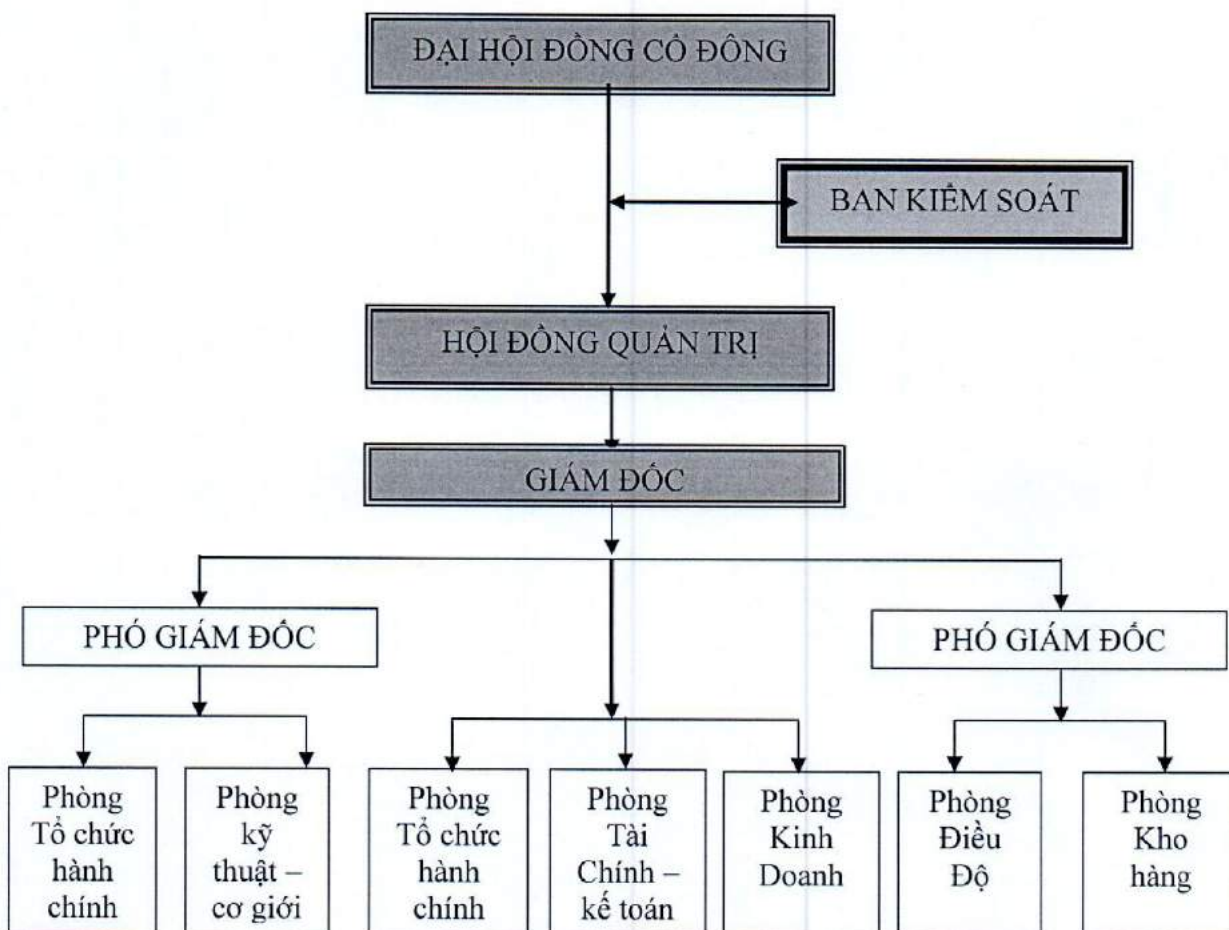 ĐẠI HỘI ĐỒNG CỔ ĐÔNG
BAN KIỂM SOÁT
HỘI ĐỒNG QUẢN TRỊ
GIÁM ĐỐC
PHÓ GIÁM ĐỐC
PHÓ GIÁM ĐỐC
Phòng
Tổ chức
hành
chính
Phòng
kỹ
thuật –
cơ giới
Phòng
Tổ chức
hành
chính
Phòng
Tài
Chính –
kế toán
Phòng
Kinh
Doanh
Phòng
Điều
Độ
Phòng
Kho
hàng